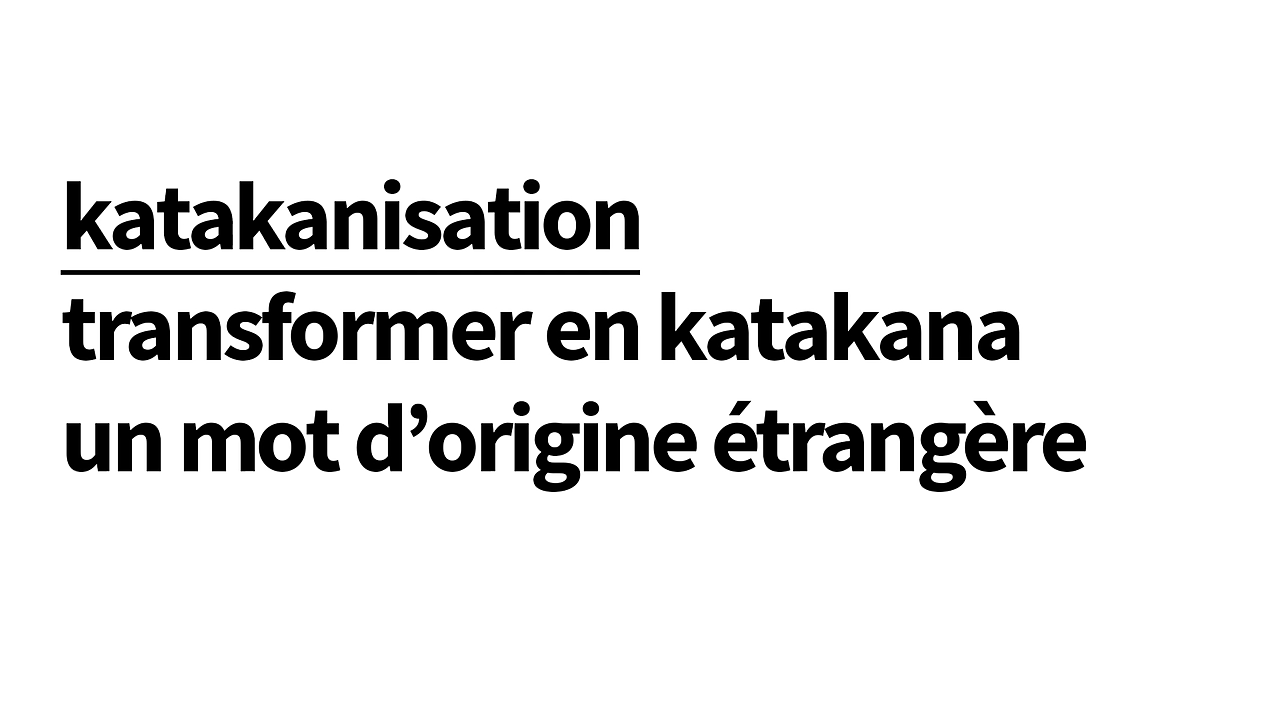 katakanisation
transformer en katakana
un mot d’origine étrangère